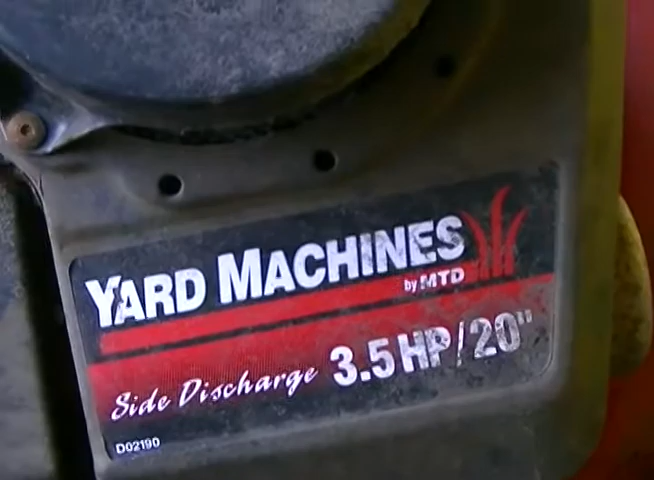 YARD MACHINES
by MTD
3.5 HP/20"
Side Discharge
D02190